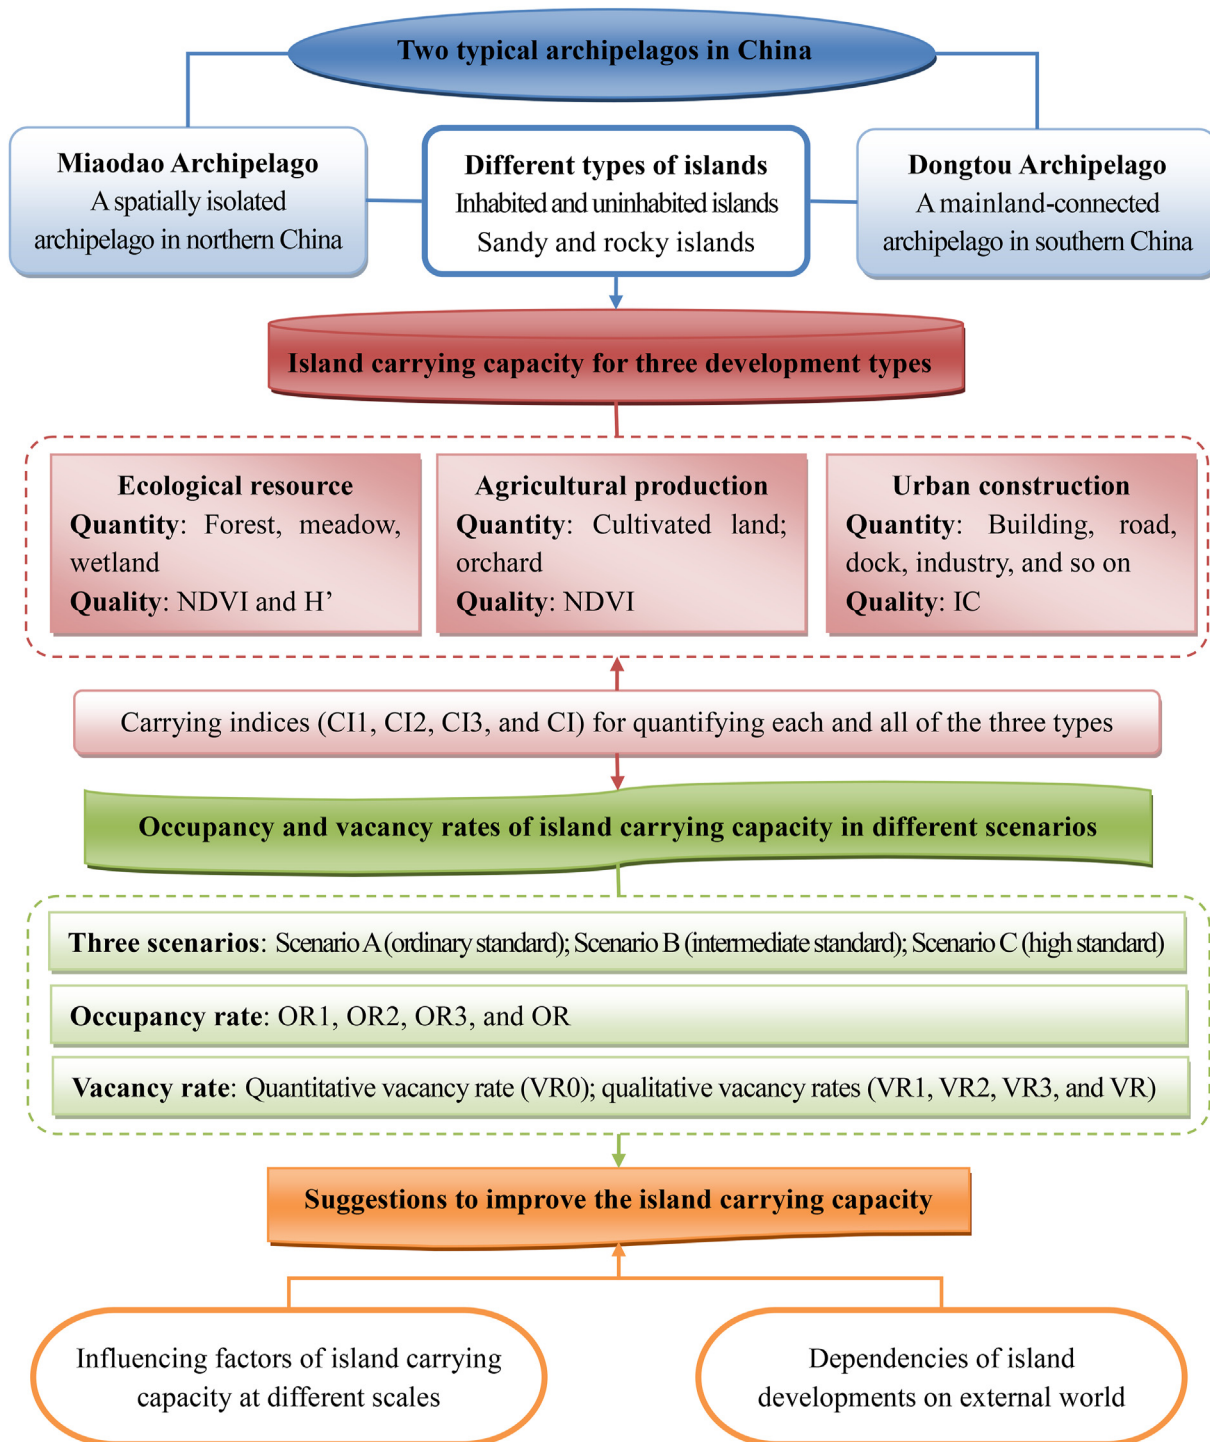 Two typical archipelagos in China
Miaodao Archipelago
A spatially isolated
archipelago in northern China
Different types of islands
Inhabited and uninhabited islands
Sandy and rocky islands
Dongtou Archipelago
A mainland-connected
archipelago in southern China
Island carrying capacity for three development types
Ecological resource
Quantity: Forest, meadow,
wetland
Quality: NDVI and H’
Agricultural production
Quantity: Cultivated land;
orchard
Quality: NDVI
Urban construction
Quantity: Building, road,
dock, industry, and so on
Quality: IC
Carrying indices (CI1, CI2, CI3, and CI) for quantifying each and all of the three types
Occupancy and vacancy rates of island carrying capacity in different scenarios
Three scenarios: Scenario A (ordinary standard); Scenario B (intermediate standard); Scenario C (high standard)
Occupancy rate: OR1, OR2, OR3, and OR
Vacancy rate: Quantitative vacancy rate (VR0); qualitative vacancy rates (VR1, VR2, VR3, and VR)
Suggestions to improve the island carrying capacity
Influencing factors of island carrying
capacity at different scales
Dependencies of island
developments on external world